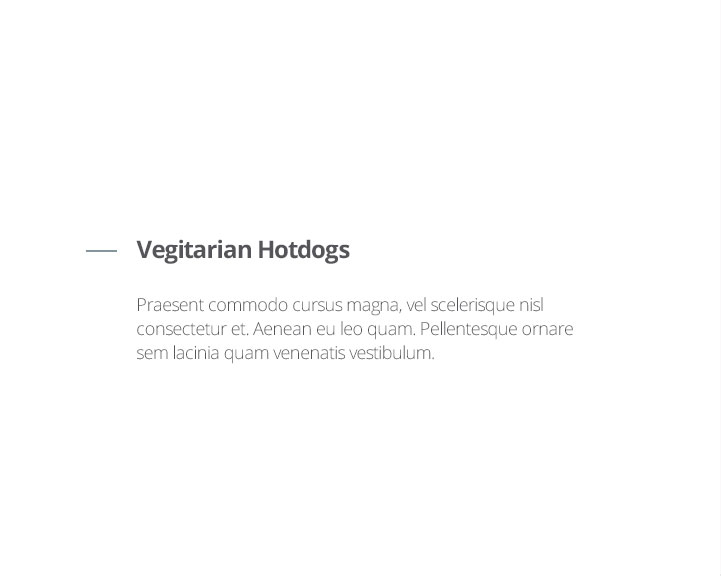 Vegitarian Hotdogs
Praesent commodo cursus magna, vel scelerisque nisl
consectetur et. Aenean eu leo quam. Pellentesque ornare
sem lacinia quam venenatis vestibulum.